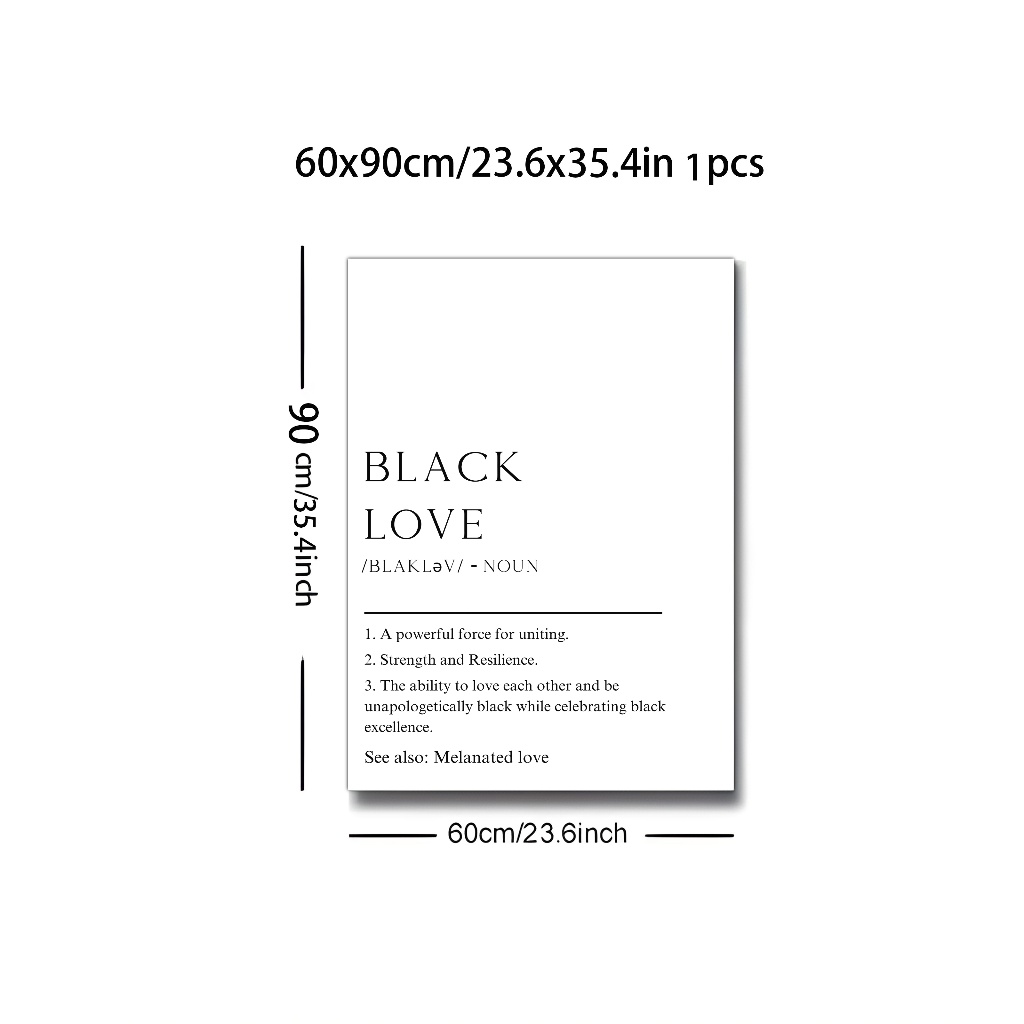 60x90cm/23.6x35.4in 1pcs
90 cm/35.4inch
BLACK
LOVE
/BLAKLəV/ - NOUN
1. A powerful force for uniting.
2. Strength and Resilience.
3. The ability to love each other and be
unapologetically black while celebrating black
excellence.
See also: Melanated love
60cm/23.6inch